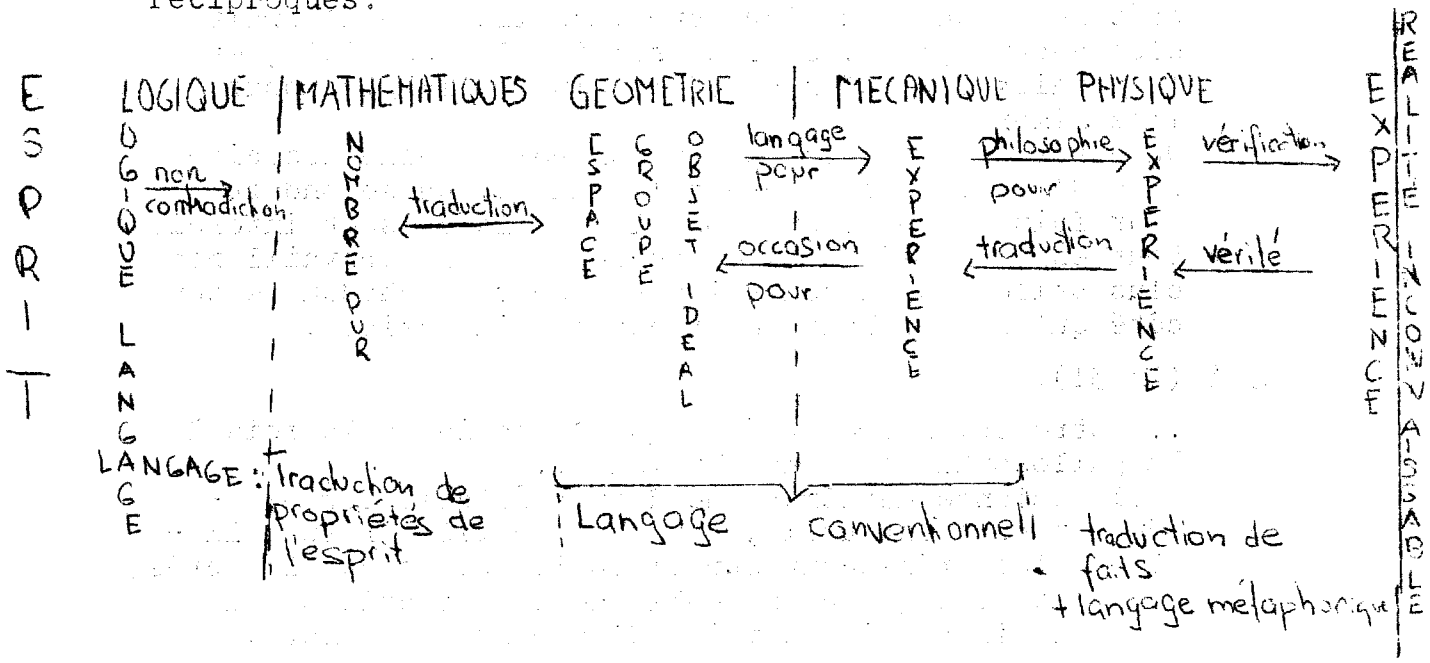 réciproques.
ESPRIT
LOGIQUE
MATHEMATIQUES
GEOMETRIE
MECANIQUE
PHYSIQUE
EXPERIENCE
REALITE INCONNAISSABLE
LOGIQUE LANGAGE
non
contradiction
NOMBRE PUR
traduction
ESPACE
GROUPE
OBJET IDEAL
langage
pour
occasion
pour
EXPERIENCE
philosophie
pour
traduction
EXPERIENCE
vérification
vérité
LANGAGE : traduction de
propriétés de
l'esprit
Langage conventionnel
traduction de
faits
+ langage métaphorique